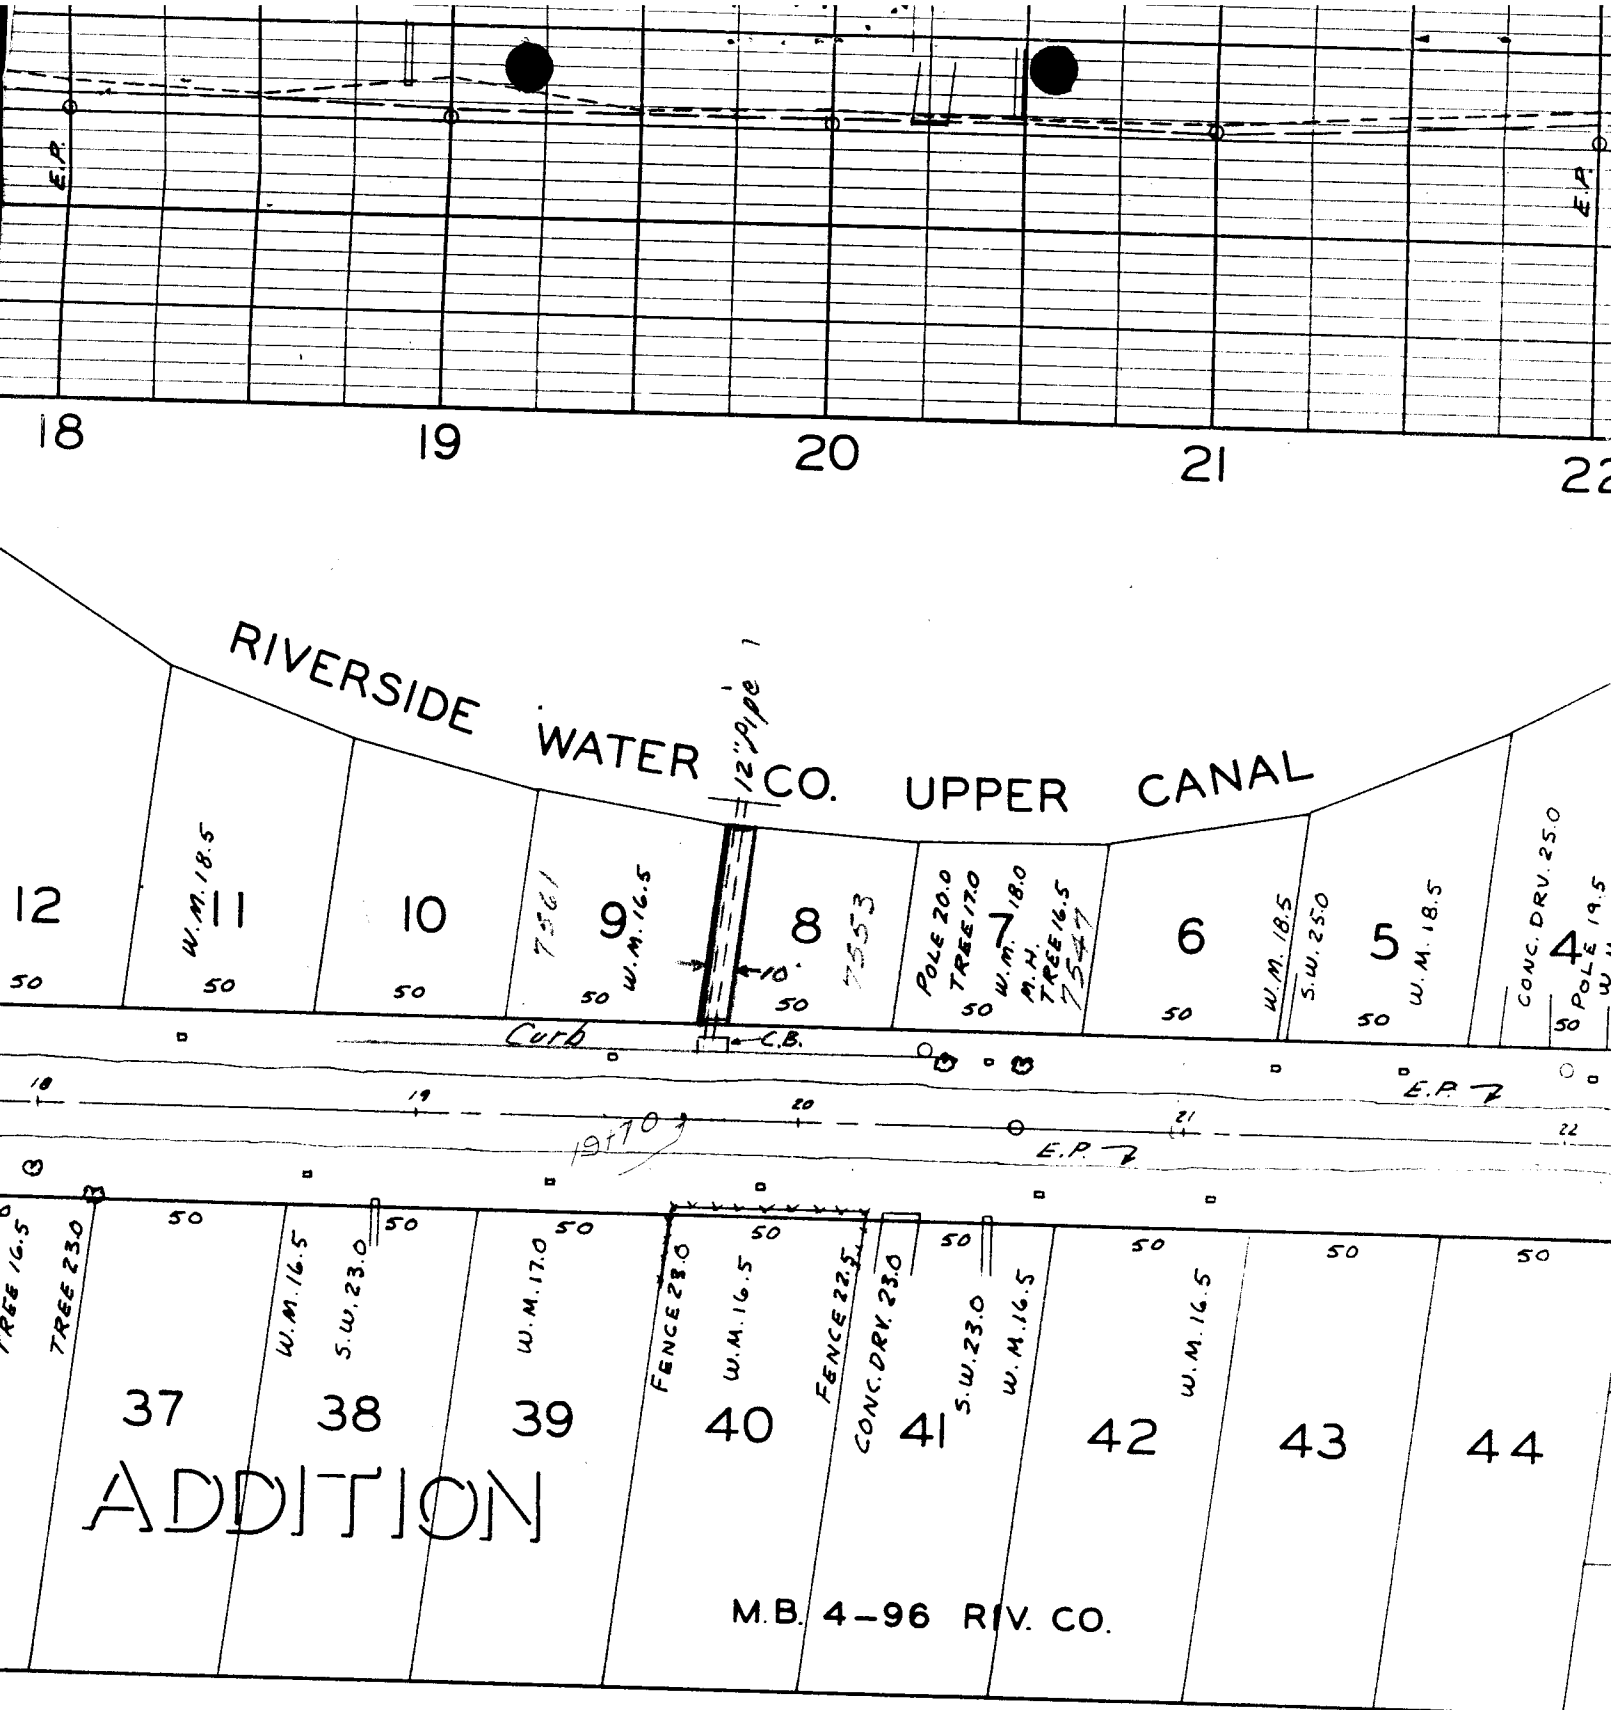 E.P.
E.P.
18
19
20
21
22
RIVERSIDE WATER CO. UPPER CANAL
12" Pipe
12
50
W.M. 18.5
11
50
10
50
7561
9
W.M. 16.5
50
10'
8
7553
50
POLE 20.0
TREE 17.0
7
W.M. 18.0
M.H.
TREE 16.5
7547
50
6
50
W.M. 18.5
S.W. 25.0
5
W.M. 18.5
50
CONC. DRV. 25.0
4
POLE 19.5
50
Curb
C.B.
E.P.
18
19
20
21
22
19+70
E.P.
TREE 16.5
TREE 23.0
50
W.M. 16.5
S.W. 23.0
50
W.M. 17.0
50
FENCE 23.0
50
W.M. 16.5
FENCE 22.5
CONC. DRV. 23.0
50
S.W. 23.0
W.M. 16.5
50
W.M. 16.5
50
50
37
38
39
40
41
42
43
44
ADDITION
M.B. 4-96 RIV. CO.